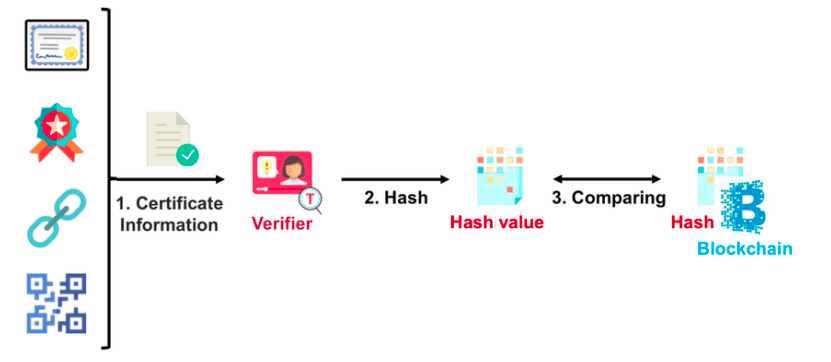 1. Certificate
Information
Verifier
T
2. Hash
Hash value
3. Comparing
Hash
Blockchain